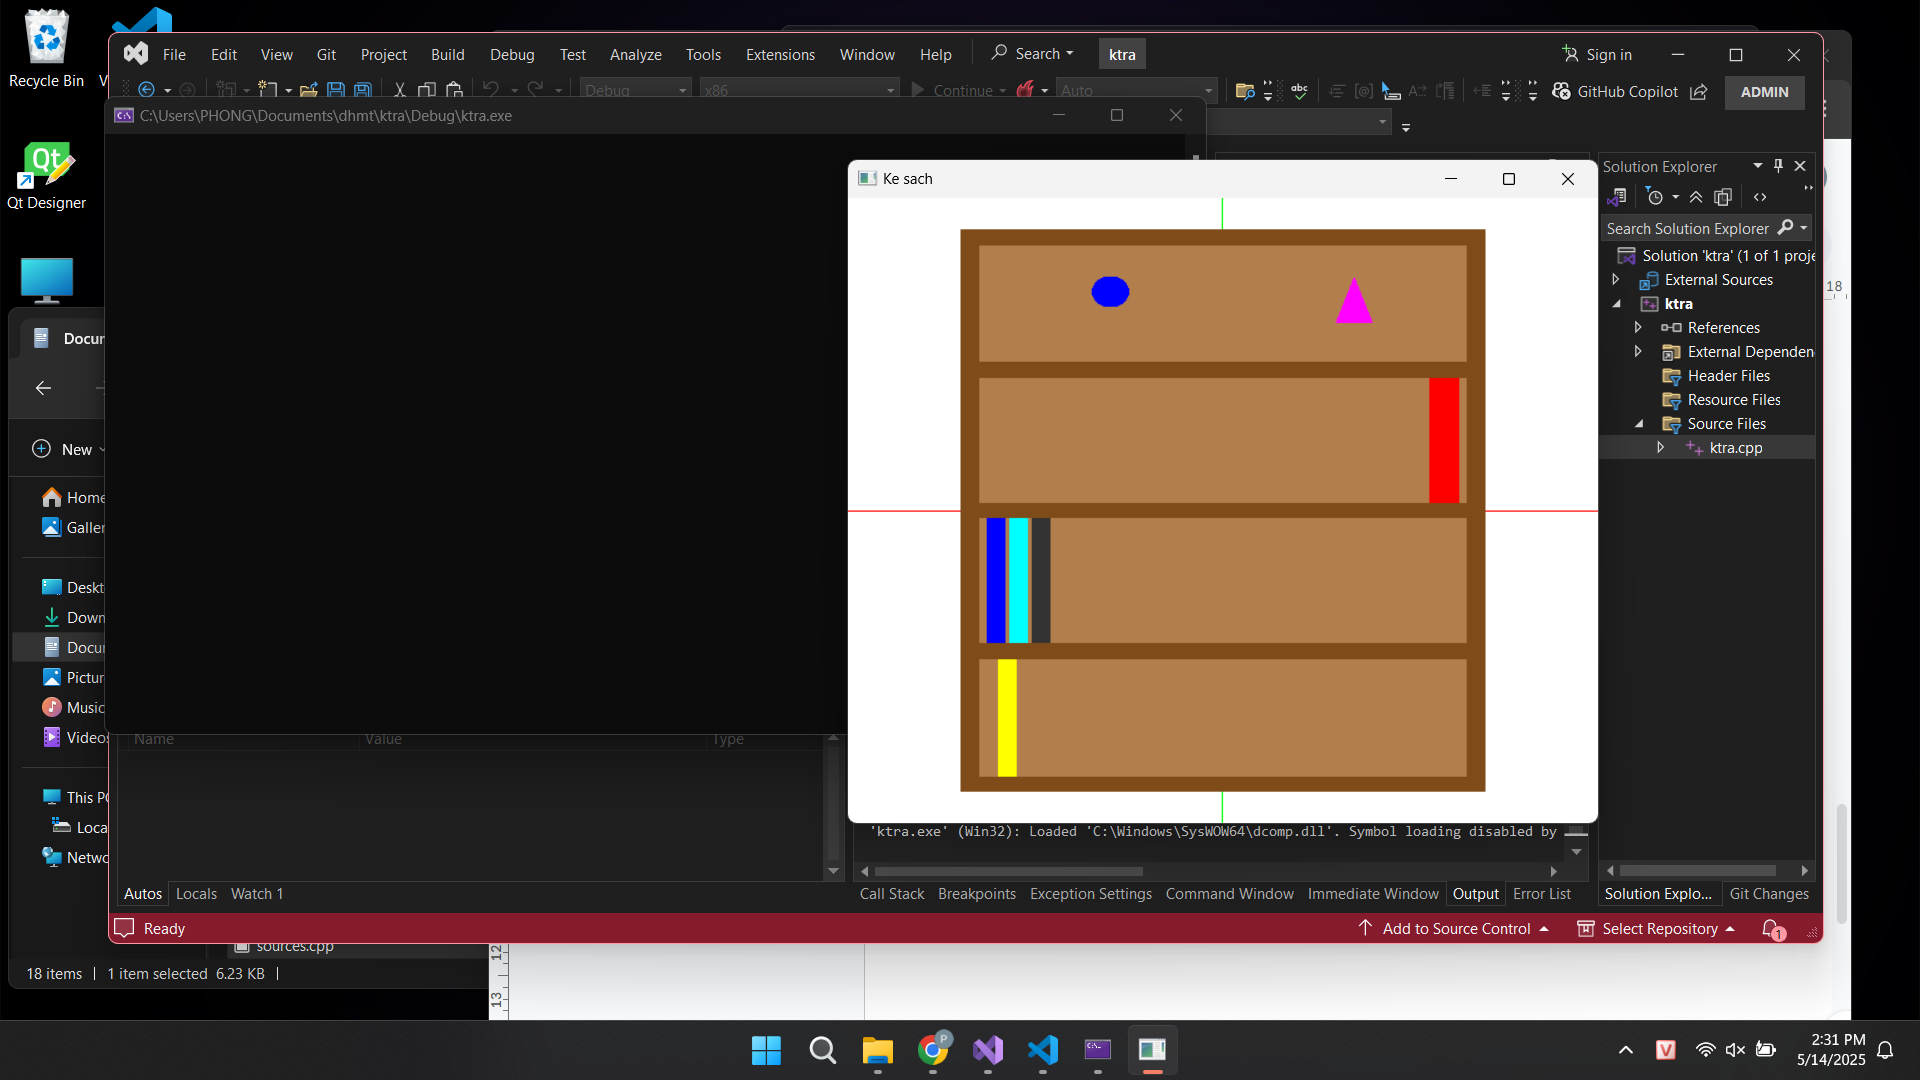 Recycle Bin
V
Qt Designer
File Edit View Git Project Build Debug Test Analyze Tools Extensions Window Help Search ktra Sign in
Debug x86 Continue Auto GitHub Copilot ADMIN
C:\Users\PHONG\Documents\dhmt\ktra\Debug\ktra.exe
Ke sach
Solution Explorer
Search Solution Explorer
Solution 'ktra' (1 of 1 proje
External Sources
ktra
References
External Dependen
Header Files
Resource Files
Source Files
ktra.cpp
18
Docur
New
Home
Galler
Deskt
Down
Docur
Pictur
Music
Videos
This PC
Loca
Netwo
Name Value Type
'ktra.exe' (Win32): Loaded 'C:\Windows\SysWOW64\dcomp.dll'. Symbol loading disabled by
Autos Locals Watch 1
Call Stack Breakpoints Exception Settings Command Window Immediate Window Output Error List
Solution Explo... Git Changes
Ready
Add to Source Control Select Repository 1
sources.cpp
18 items 1 item selected 6.23 KB
12
13
P
V
2:31 PM
5/14/2025